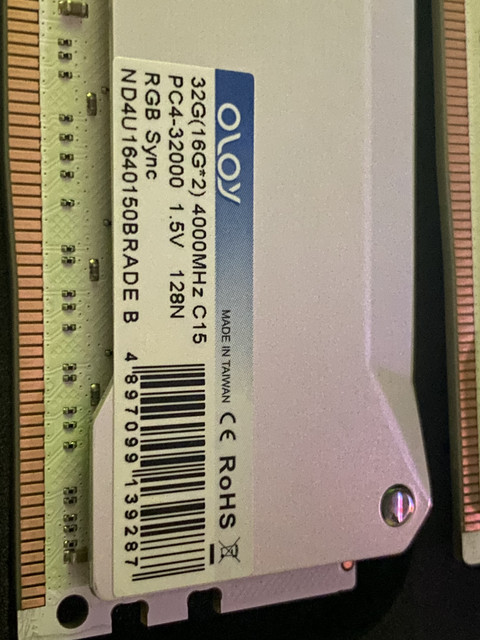 OLOy
MADE IN TAIWAN CE RoHS
32G(16G*2) 4000MHz C15
PC4-32000 1.5V 128N
RGB Sync
ND4U1640150BRADE B
4 897099 139287